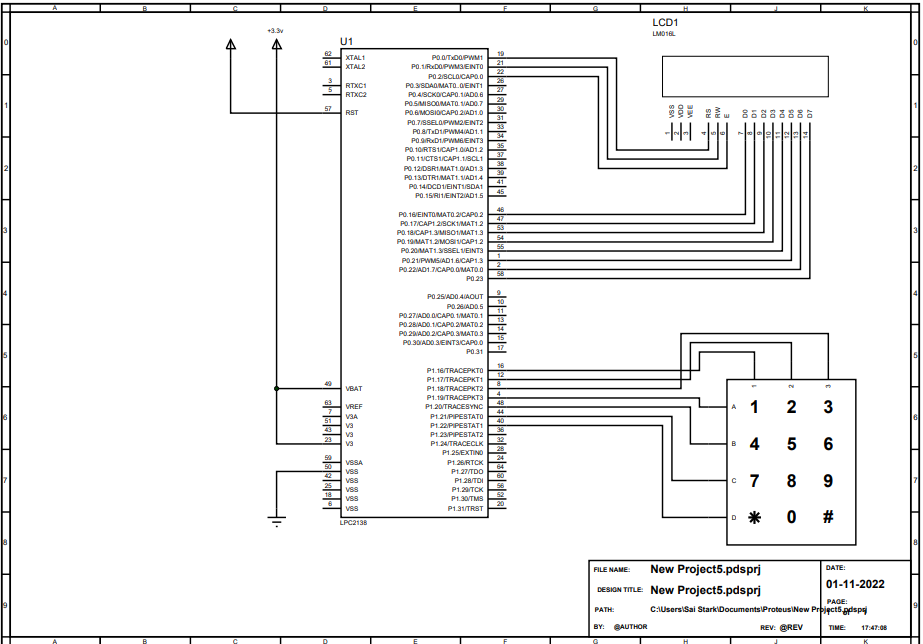 A B C D E F G H J K
0 1 2 3 4 5 6 7 8 9
+3.3v
U1
62 XTAL1
61 XTAL2
3 RTXC1
5 RTXC2
57 RST
49 VBAT
63 VREF
7 V3A
51 V3
43 V3
23 V3
59 VSSA
50 VSS
42 VSS
25 VSS
18 VSS
6 VSS
P0.0/TxD0/PWM1 19
P0.1/RxD0/PWM3/EINT0 21
P0.2/SCL0/CAP0.0 22
P0.3/SDA0/MAT0.0/EINT1 26
P0.4/SCK0/CAP0.1/AD0.6 27
P0.5/MISO0/MAT0.1/AD0.7 29
P0.6/MOSI0/CAP0.2/AD1.0 30
P0.7/SSEL0/PWM2/EINT2 31
P0.8/TxD1/PWM4/AD1.1 33
P0.9/RxD1/PWM6/EINT3 34
P0.10/RTS1/CAP1.0/AD1.2 35
P0.11/CTS1/CAP1.1/SCL1 37
P0.12/DSR1/MAT1.0/AD1.3 38
P0.13/DTR1/MAT1.1/AD1.4 39
P0.14/DCD1/EINT1/SDA1 41
P0.15/RI1/EINT2/AD1.5 45
P0.16/EINT0/MAT0.2/CAP0.2 46
P0.17/CAP1.2/SCK1/MAT1.2 47
P0.18/CAP1.3/MISO1/MAT1.3 53
P0.19/MAT1.2/MOSI1/CAP1.2 54
P0.20/MAT1.3/SSEL1/EINT3 55
P0.21/PWM5/AD1.6/CAP1.3 1
P0.22/AD1.7/CAP0.0/MAT0.0 2
P0.23 58
P0.25/AD0.4/AOUT 9
P0.26/AD0.5 10
P0.27/AD0.0/CAP0.1/MAT0.1 11
P0.28/AD0.1/CAP0.2/MAT0.2 13
P0.29/AD0.2/CAP0.3/MAT0.3 14
P0.30/AD0.3/EINT3/CAP0.0 15
P0.31 17
P1.16/TRACEPKT0 16
P1.17/TRACEPKT1 12
P1.18/TRACEPKT2 8
P1.19/TRACEPKT3 4
P1.20/TRACESYNC 48
P1.21/PIPESTAT0 44
P1.22/PIPESTAT1 40
P1.23/PIPESTAT2 36
P1.24/TRACECLK 32
P1.25/EXTIN0 28
P1.26/RTCK 24
P1.27/TDO 64
P1.28/TDI 60
P1.29/TCK 56
P1.30/TMS 52
P1.31/TRST 20
LPC2138
LCD1
LM016L
VSS VDD VEE RS RW E D0 D1 D2 D3 D4 D5 D6 D7
1 2 3 4 5 6 7 8 9 10 11 12 13 14
1 2 3
A 1 2 3
B 4 5 6
C 7 8 9
D * 0 #
FILE NAME: New Project5.pdsprj
DESIGN TITLE: New Project5.pdsprj
PATH: C:\Users\Sai Stark\Documents\Proteus\New Project5.pdsprj
BY: @AUTHOR
REV: @REV
DATE:
01-11-2022
PAGE:
1 of 1
TIME: 17:47:06
A B C D E F G H J K
0 1 2 3 4 5 6 7 8 9